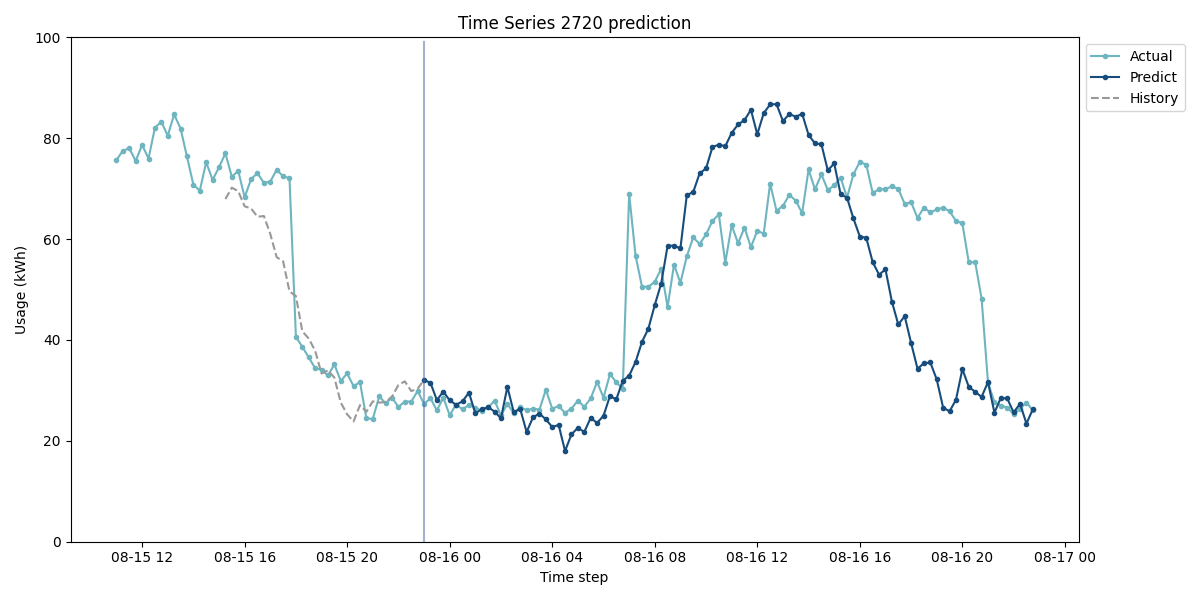 Time Series 2720 prediction
100
80
60
40
20
0
Usage (kWh)
08-15 12
08-15 16
08-15 20
08-16 00
08-16 04
08-16 08
08-16 12
08-16 16
08-16 20
08-17 00
Time step
Actual
Predict
History